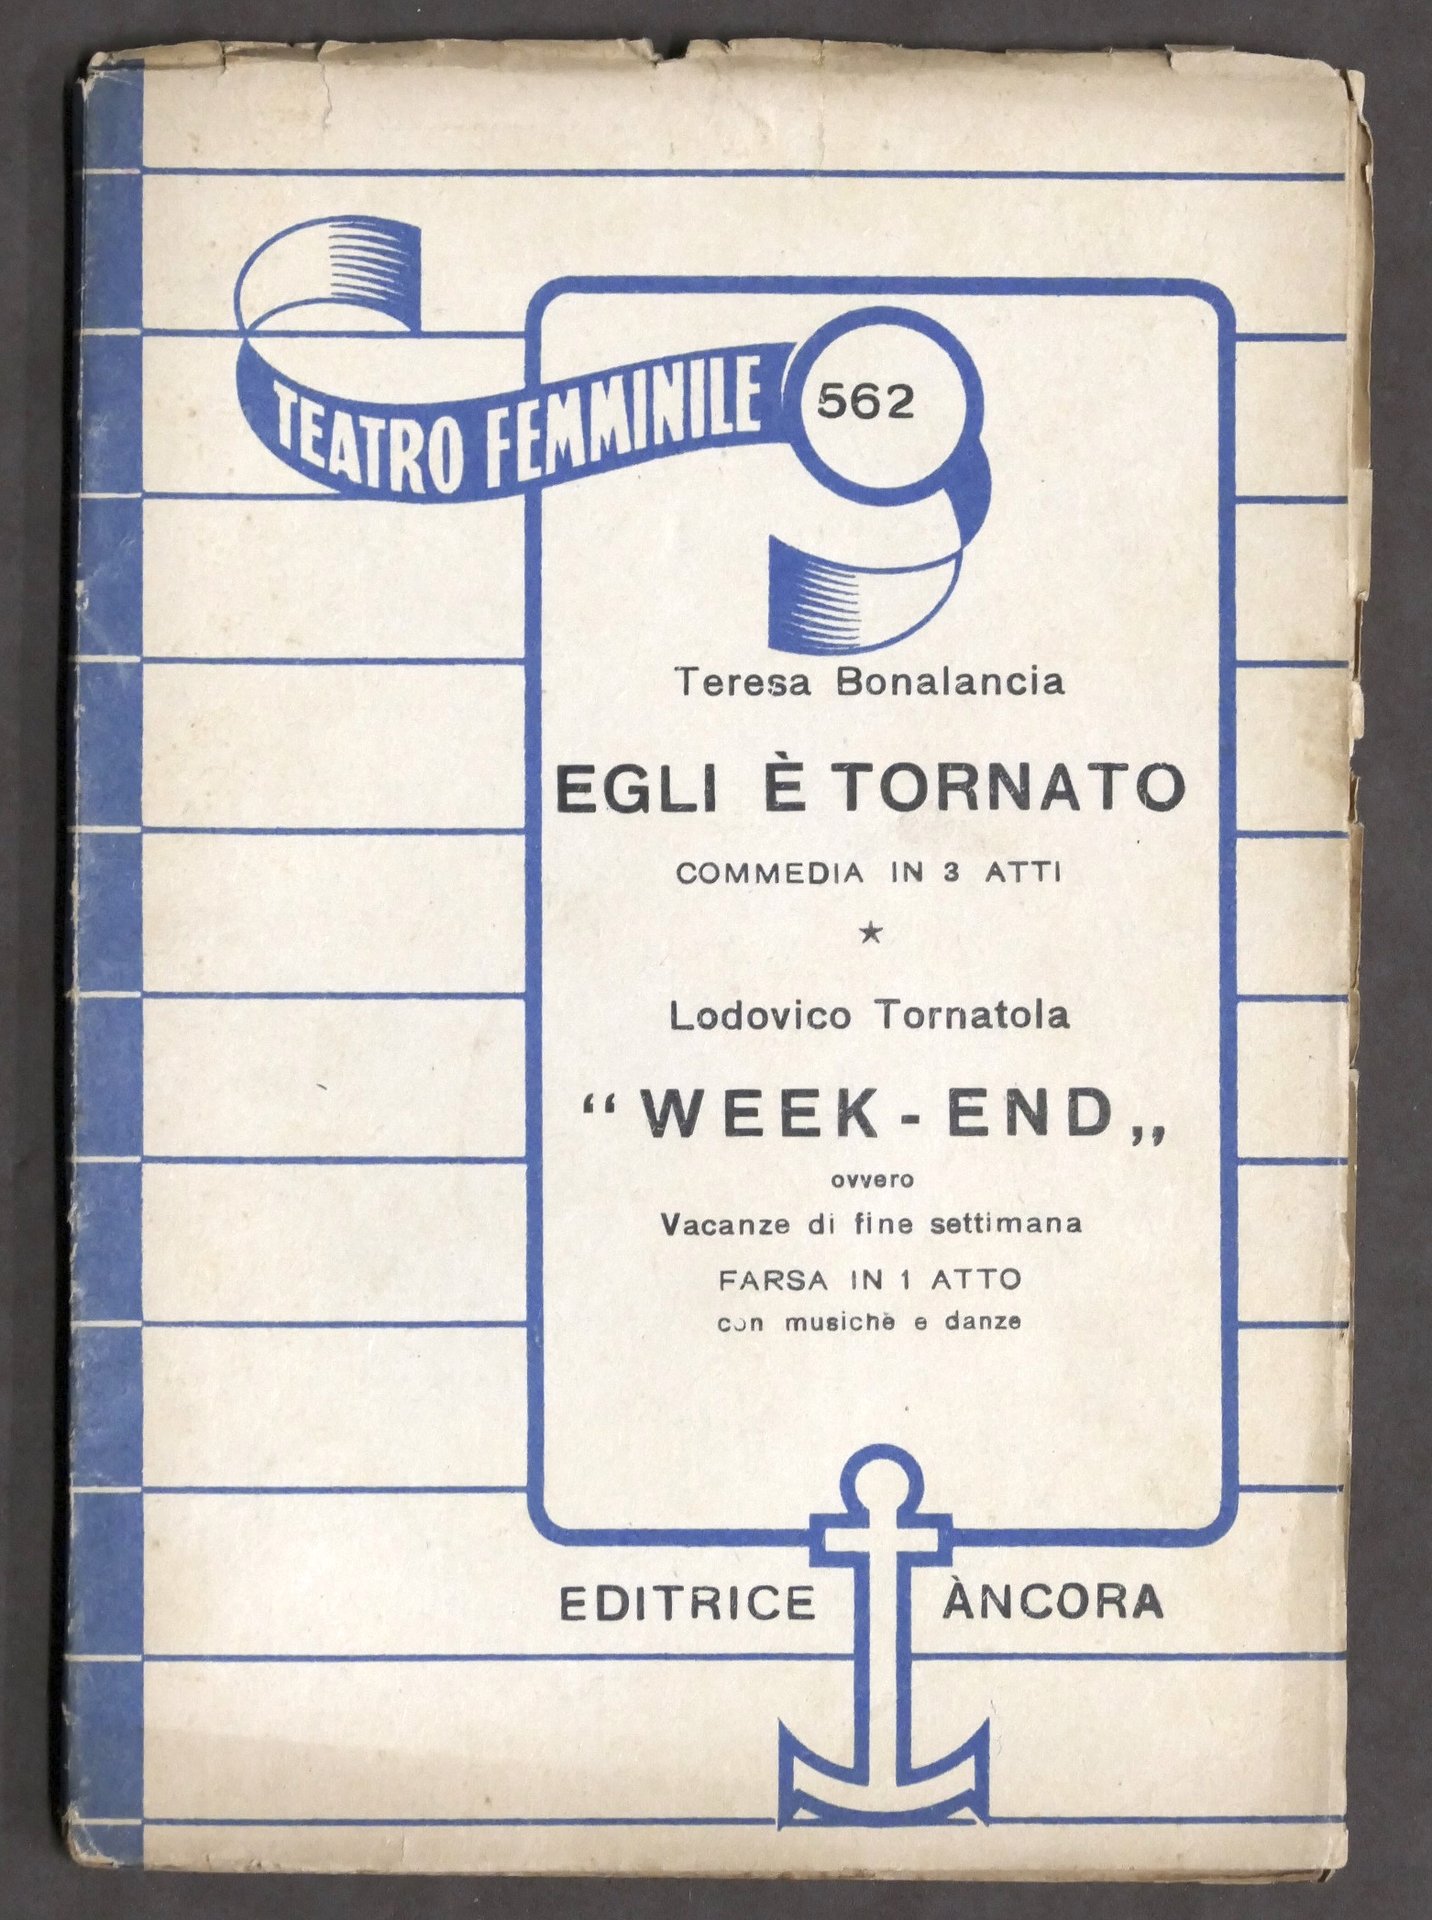 TEATRO FEMMINILE
562
Teresa Bonalancia
EGLI È TORNATO
COMMEDIA IN 3 ATTI
★
Lodovico Tornatola
“WEEK-END„
ovvero
Vacanze di fine settimana
FARSA IN 1 ATTO
con musiche e danze
EDITRICE ÀNCORA